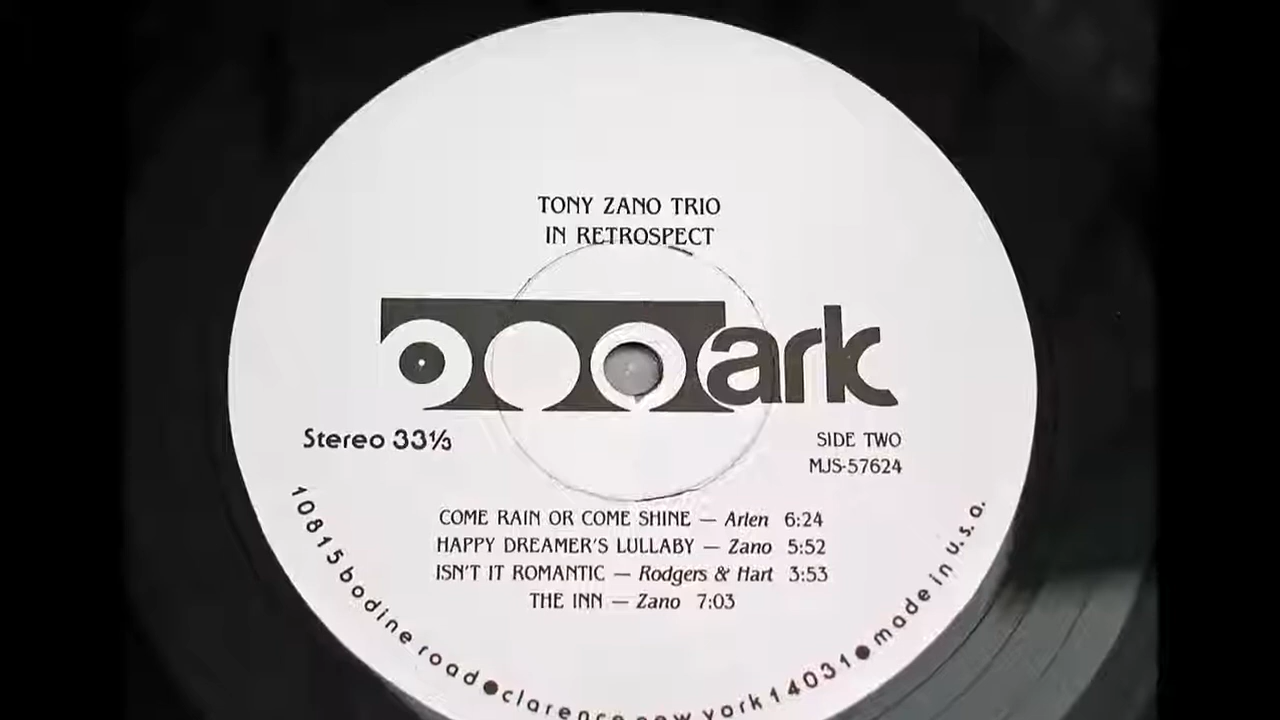 TONY ZANO TRIO
IN RETROSPECT
mark
Stereo 33⅓
SIDE TWO
MJS-57624
COME RAIN OR COME SHINE — Arlen 6:24
HAPPY DREAMER'S LULLABY — Zano 5:52
ISN'T IT ROMANTIC — Rodgers & Hart 3:53
THE INN — Zano 7:03
10815 bodine road ● clarence new york 14031 ● made in u.s.a.